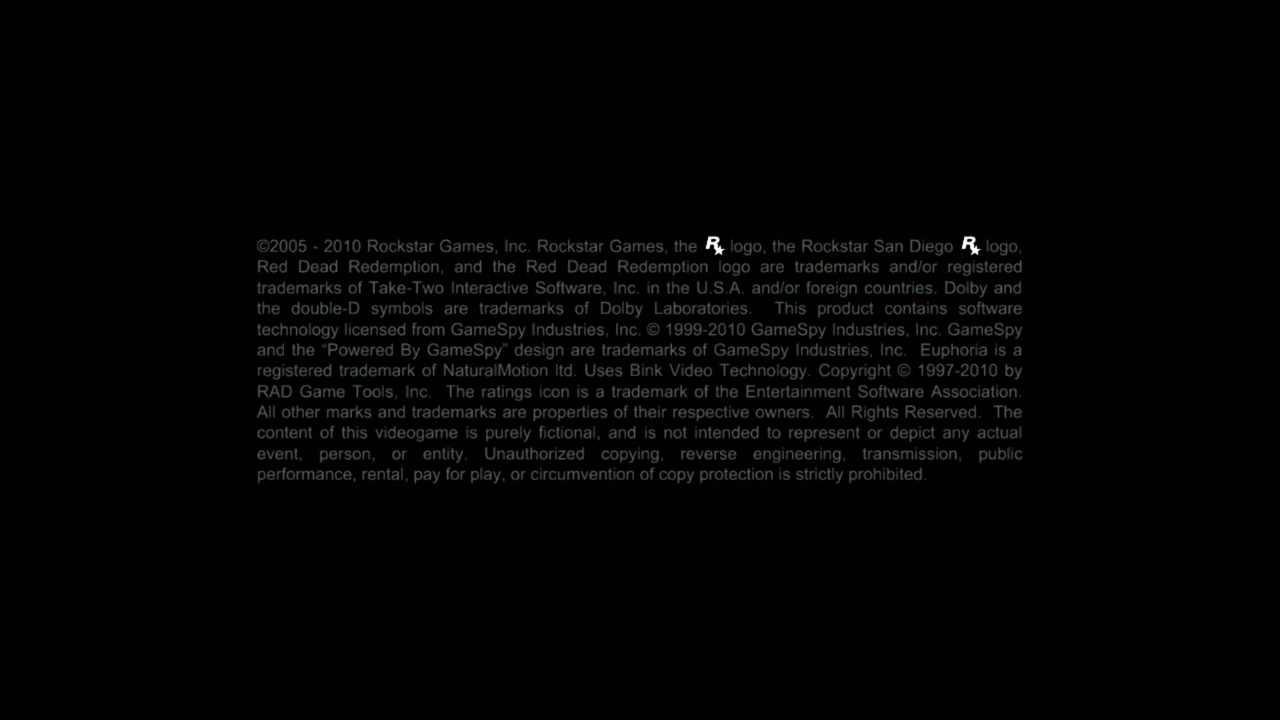 ©2005 - 2010 Rockstar Games, Inc. Rockstar Games, the R logo, the Rockstar San Diego R logo,
Red Dead Redemption, and the Red Dead Redemption logo are trademarks and/or registered
trademarks of Take-Two Interactive Software, Inc. in the U.S.A. and/or foreign countries. Dolby and
the double-D symbols are trademarks of Dolby Laboratories. This product contains software
technology licensed from GameSpy Industries, Inc. © 1999-2010 GameSpy Industries, Inc. GameSpy
and the “Powered By GameSpy” design are trademarks of GameSpy Industries, Inc. Euphoria is a
registered trademark of NaturalMotion ltd. Uses Bink Video Technology. Copyright © 1997-2010 by
RAD Game Tools, Inc. The ratings icon is a trademark of the Entertainment Software Association.
All other marks and trademarks are properties of their respective owners. All Rights Reserved. The
content of this videogame is purely fictional, and is not intended to represent or depict any actual
event, person, or entity. Unauthorized copying, reverse engineering, transmission, public
performance, rental, pay for play, or circumvention of copy protection is strictly prohibited.